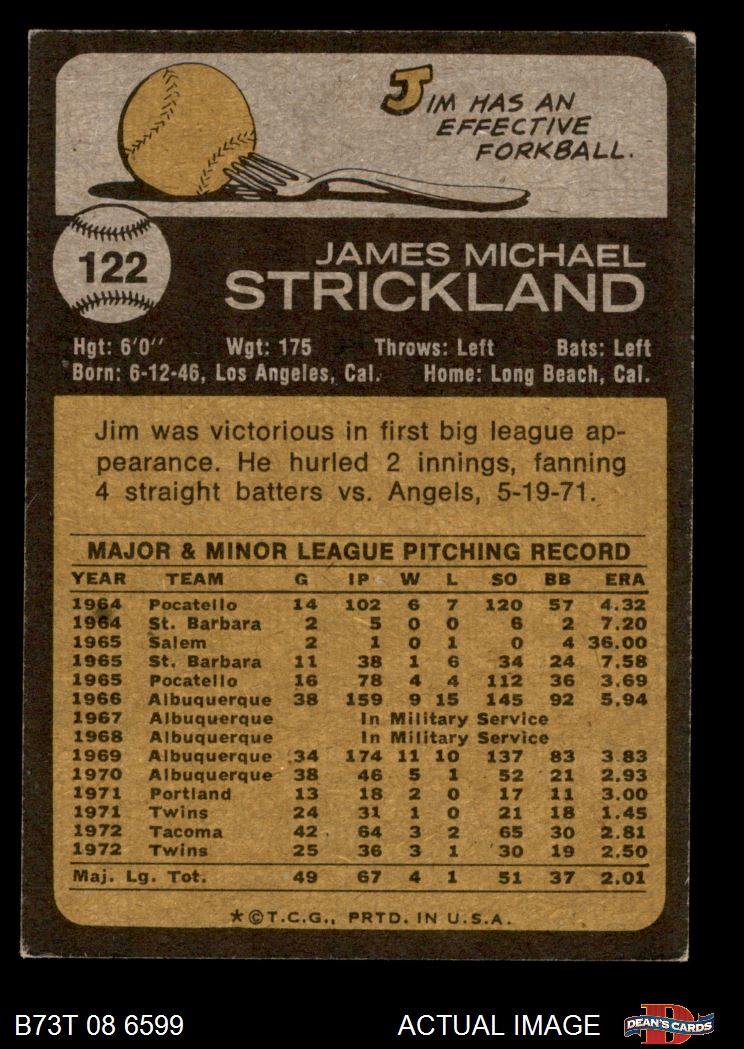 JIM HAS AN
EFFECTIVE
FORKBALL.
122
JAMES MICHAEL
STRICKLAND
Hgt: 6'0'' Wgt: 175 Throws: Left Bats: Left
Born: 6-12-46, Los Angeles, Cal. Home: Long Beach, Cal.
Jim was victorious in first big league ap-
pearance. He hurled 2 innings, fanning
4 straight batters vs. Angels, 5-19-71.
MAJOR & MINOR LEAGUE PITCHING RECORD
YEAR TEAM G IP W L SO BB ERA
1964 Pocatello 14 102 6 7 120 57 4.32
1964 St. Barbara 2 5 0 0 6 2 7.20
1965 Salem 2 1 0 1 0 4 36.00
1965 St. Barbara 11 38 1 6 34 24 7.58
1965 Pocatello 16 78 4 4 112 36 3.69
1966 Albuquerque 38 159 9 15 145 92 5.94
1967 Albuquerque In Military Service
1968 Albuquerque In Military Service
1969 Albuquerque 34 174 11 10 137 83 3.83
1970 Albuquerque 38 46 5 1 52 21 2.93
1971 Portland 13 18 2 0 17 11 3.00
1971 Twins 24 31 1 0 21 18 1.45
1972 Tacoma 42 64 3 2 65 30 2.81
1972 Twins 25 36 3 1 30 19 2.50
Maj. Lg. Tot. 49 67 4 1 51 37 2.01
*©T.C.G., PRTD. IN U.S.A.
B73T 08 6599 ACTUAL IMAGE D DEAN'S CARDS